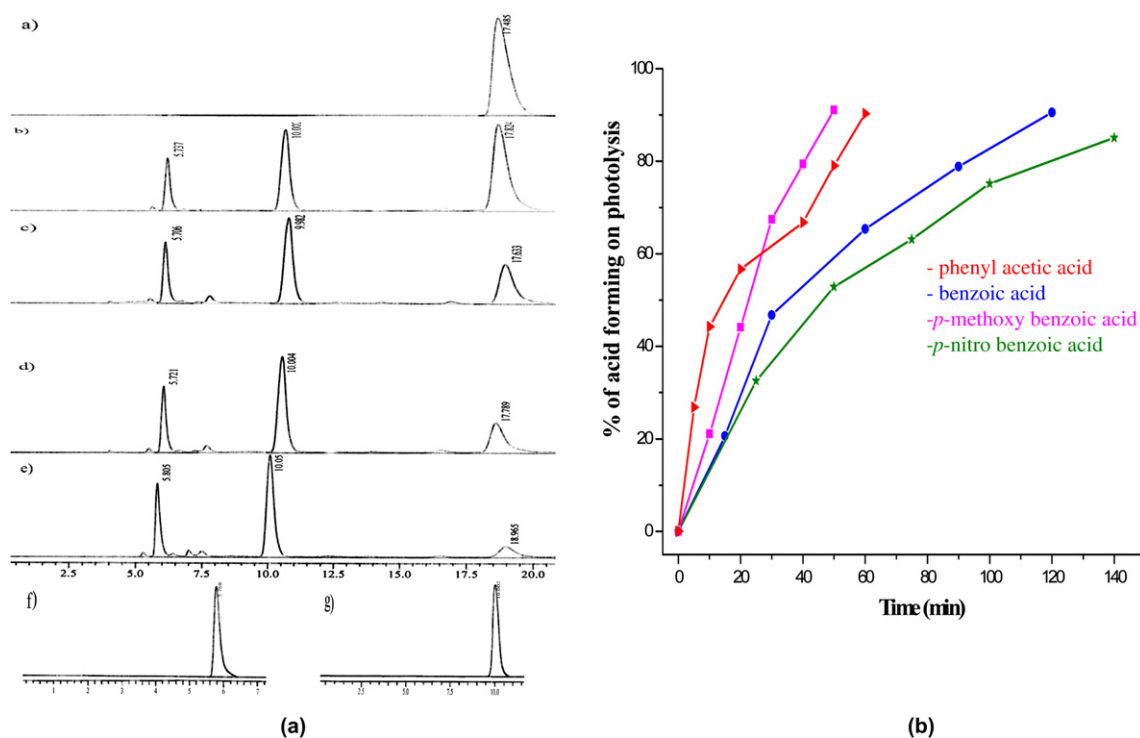 a)
17.485
b)
5.737
10.002
17.824
c)
5.706
9.982
17.633
d)
5.721
10.004
17.789
e)
5.805
10.05
18.965
2.5 5.0 7.5 10.0 12.5 15.0 17.5 20.0
f)
1 2 3 4 5 6 7
g)
2.5 5.0 7.5 10.0
(a)
% of acid forming on photolysis
100
80
60
40
20
0
- phenyl acetic acid
- benzoic acid
-p-methoxy benzoic acid
-p-nitro benzoic acid
0 20 40 60 80 100 120 140
Time (min)
(b)